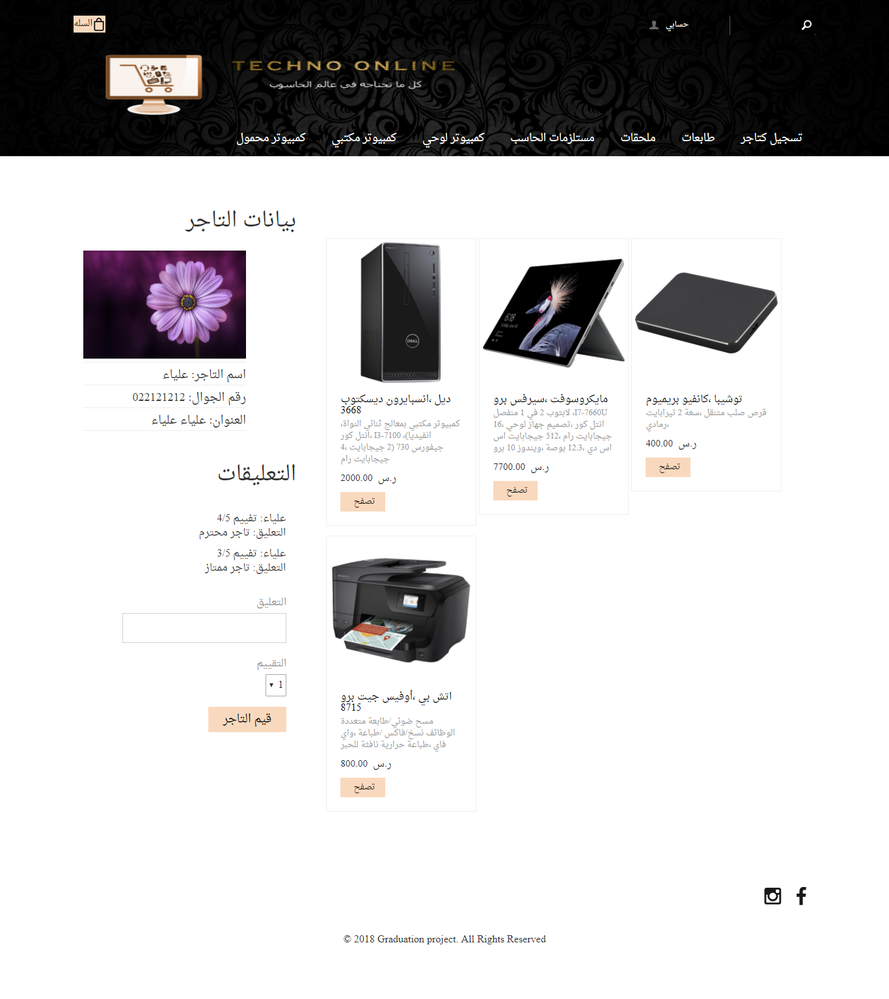 السله
حسابي
TECHNO ONLINE
كل ما تحتاجه في عالم الحاسوب
تسجيل كتاجر
طابعات
ملحقات
مستلزمات الحاسب
كمبيوتر لوحي
كمبيوتر مكتبي
كمبيوتر محمول
بيانات التاجر
اسم التاجر: علياء
رقم الجوال: 022121212
العنوان: علياء علياء
التعليقات
علياء: تقييم 4/5
التعليق: تاجر محترم
علياء: تقييم 3/5
التعليق: تاجر ممتاز
التعليق
التقييم
1
قيم التاجر
DELL
ديل ،انسبايرون ديسكتوب
3668
كمبيوتر مكتبي بمعالج ثنائي النواة،
انتل كور، I3-7100 ،(انفيديا
جيفورس 730 (2 جيجابايت ،4
جيجابايت رام
ر.س 2000.00
تصفح
6:18
مايكروسوفت ،سيرفس برو
لابتوب 2 في 1 منفصل ،I7-7660U
انتل كور ،تصميم جهاز لوحي ،16
جيجابايت رام ،512 جيجابايت اس
اس دي ،12.3 بوصة ،ويندوز 10 برو
ر.س 7700.00
تصفح
توشيبا ،كانفيو بريميوم
قرص صلب متنقل ،سعة 2 تيرابايت
،رمادي
ر.س 400.00
تصفح
اتش بي ،أوفيس جيت برو
8715
مسح ضوئي/طابعة متعددة
الوظائف نسخ/فاكس /طباعة ،واي
فاي ،طباعة حرارية نافثة للحبر
ر.س 800.00
تصفح
© 2018 Graduation project. All Rights Reserved